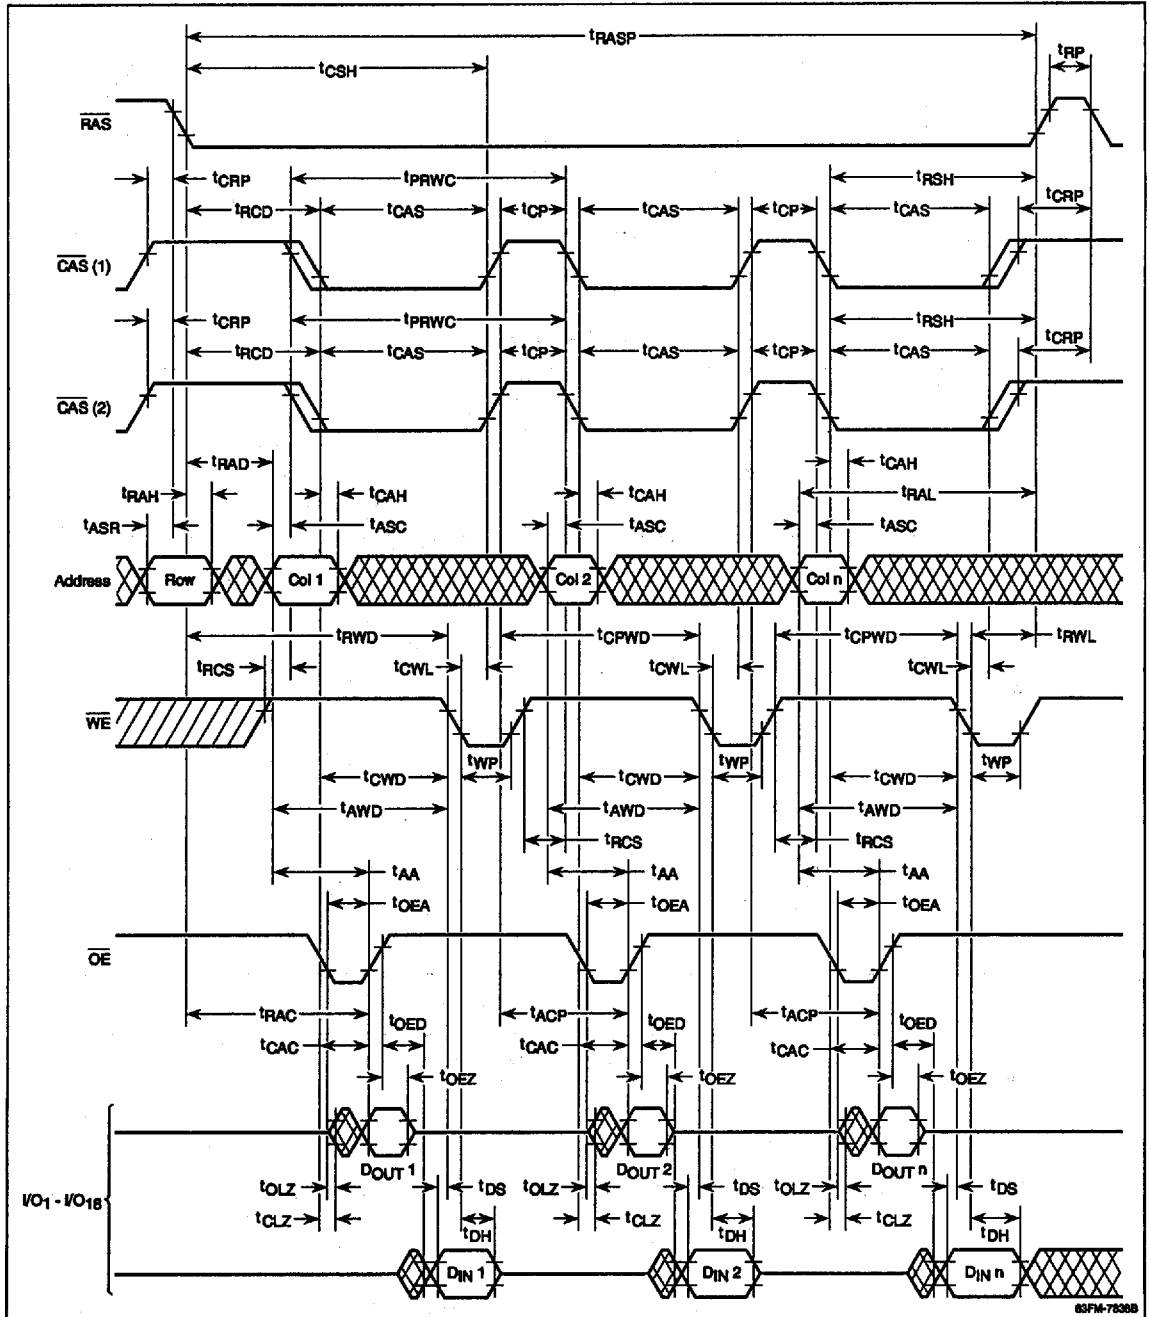 tRASP
tCSH tRP
RAS
tCRP tPRWC tRSH
tRCD tCAS tCP tCAS tCP tCAS tCRP
CAS (1)
tCRP tPRWC tRSH
tRCD tCAS tCP tCAS tCP tCAS tCRP
CAS (2)
tRAD tCAH
tRAH tCAH tCAH tRAL
tASR tASC tASC tASC
Address Row Col 1 Col 2 Col n
tRWD tCPWD tCPWD tRWL
tRCS tCWL tCWL tCWL
WE
tWP tWP
tCWD tCWD tCWD
tWP
tAWD tAWD tAWD
tRCS tRCS
tAA tAA tAA
tOEA tOEA tOEA
OE
tRAC tACP tACP
tOED tOED tOED
tCAC tCAC tCAC
tOEZ tOEZ tOEZ
DOUT 1 DOUT 2 DOUT n
tOLZ tDS tOLZ tDS tOLZ tDS
I/O1 - I/O16
tCLZ tCLZ tCLZ
tDH tDH tDH
DIN 1 DIN 2 DIN n
83FM-7838B